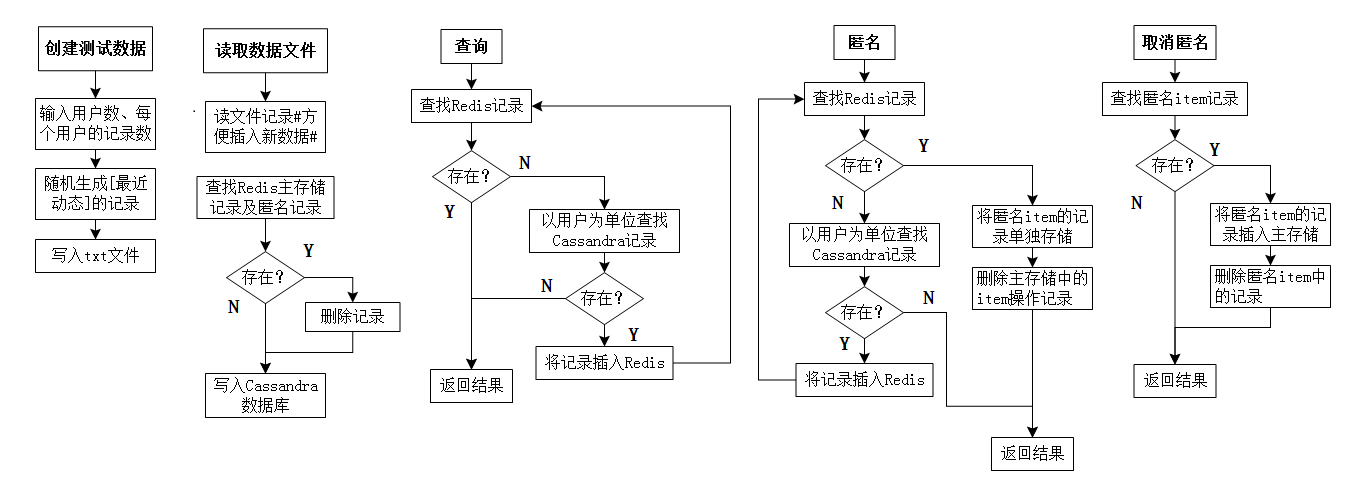 创建测试数据
输入用户数、每
个用户的记录数
随机生成[最近
动态]的记录
写入txt文件
读取数据文件
读文件记录#方
便插入新数据#
查找Redis主存储
记录及匿名记录
Y
存在?
N
删除记录
写入Cassandra
数据库
查询
查找Redis记录
N
存在?
Y
以用户为单位查找
Cassandra记录
N
存在?
Y
将记录插入Redis
返回结果
匿名
查找Redis记录
Y
存在?
N
将匿名item的记
录单独存储
以用户为单位查找
Cassandra记录
删除主存储中的
item操作记录
N
存在?
Y
将记录插入Redis
返回结果
取消匿名
查找匿名item记录
Y
存在?
N
将匿名item的记
录插入主存储
删除匿名item中
的记录
返回结果